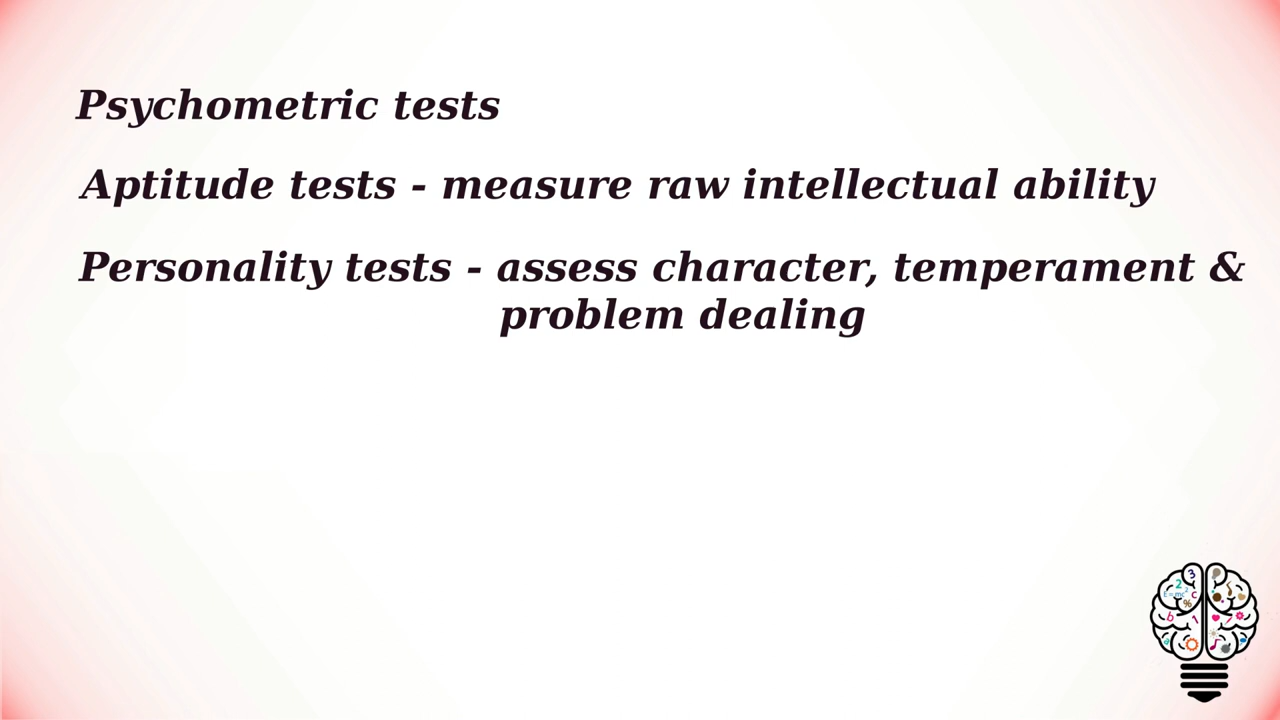 Psychometric tests
Aptitude tests - measure raw intellectual ability
Personality tests - assess character, temperament &
problem dealing